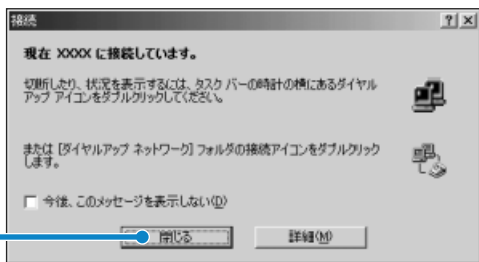 接続
現在 XXXX に接続しています。
切断したり、状況を表示するには、タスク バーの時計の横にあるダイヤル
アップ アイコンをダブルクリックしてください。
または [ダイヤルアップ ネットワーク] フォルダの接続アイコンをダブルクリック
します。
今後、このメッセージを表示しない(D)
閉じる
詳細(M)